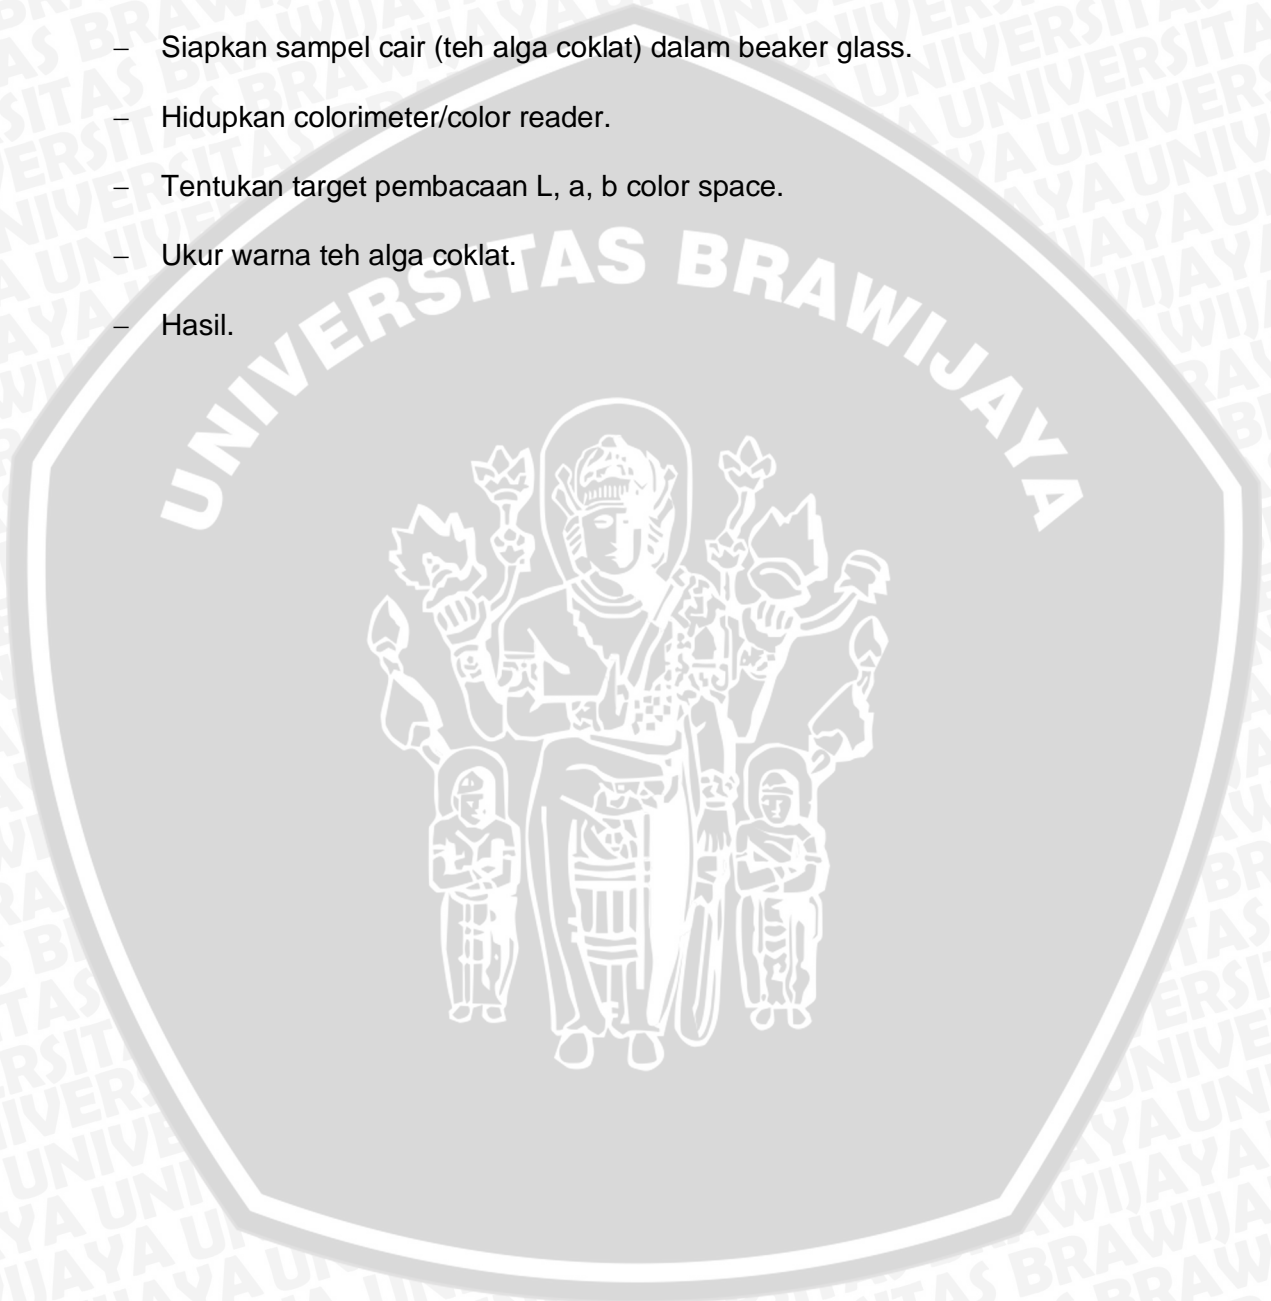 – Siapkan sampel cair (teh alga coklat) dalam beaker glass.
– Hidupkan colorimeter/color reader.
– Tentukan target pembacaan L, a, b color space.
– Ukur warna teh alga coklat.
– Hasil.
UNIVERSITAS BRAWIJAYA